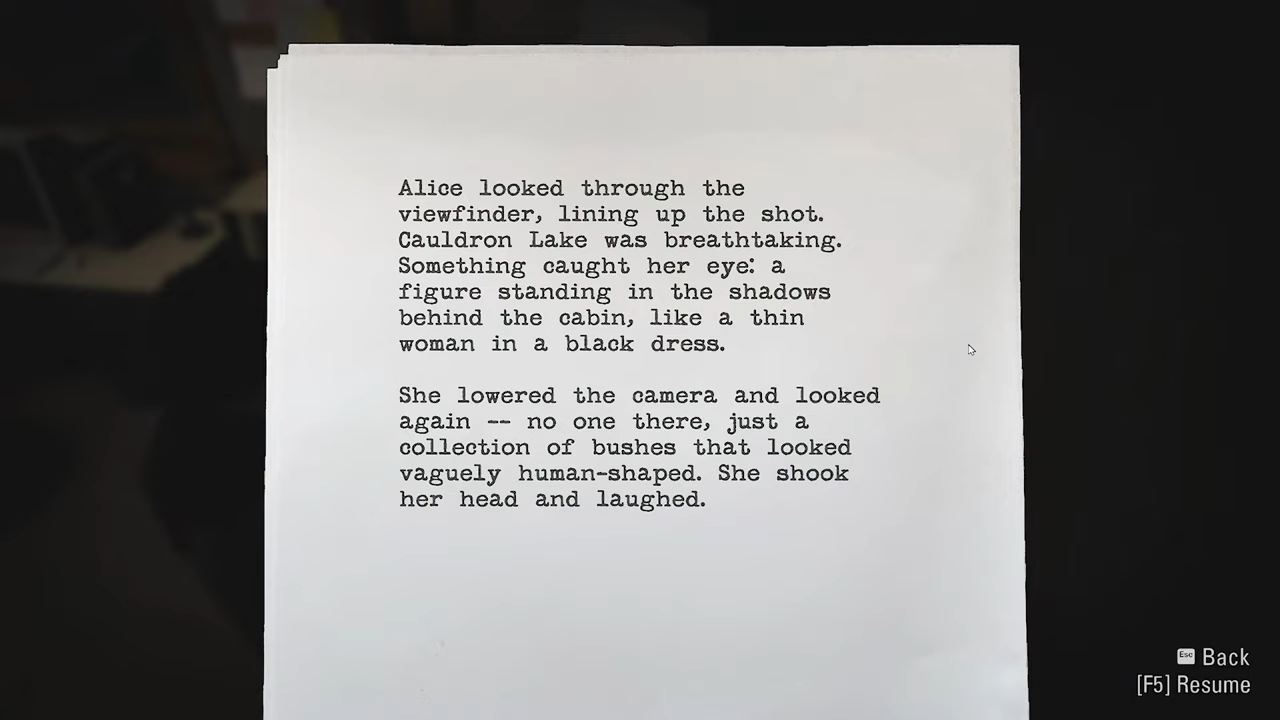 Alice looked through the
viewfinder, lining up the shot.
Cauldron Lake was breathtaking.
Something caught her eye: a
figure standing in the shadows
behind the cabin, like a thin
woman in a black dress.
She lowered the camera and looked
again -- no one there, just a
collection of bushes that looked
vaguely human-shaped. She shook
her head and laughed.
Esc Back
[F5] Resume